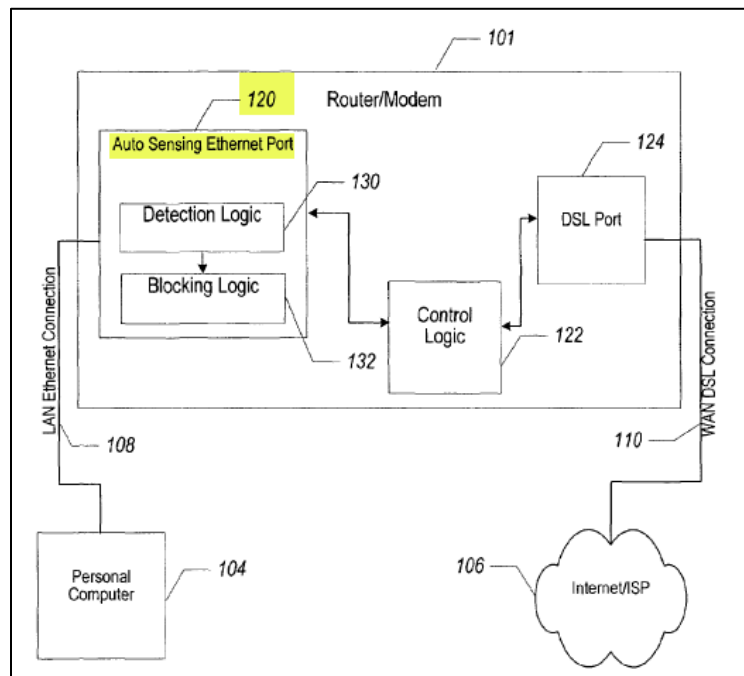 101
Router/Modem
120
Auto Sensing Ethernet Port
124
130
Detection Logic
DSL Port
Blocking Logic
Control
Logic
132
122
LAN Ethernet Connection
WAN DSL Connection
108
110
Personal
Computer
104
106
Internet/ISP